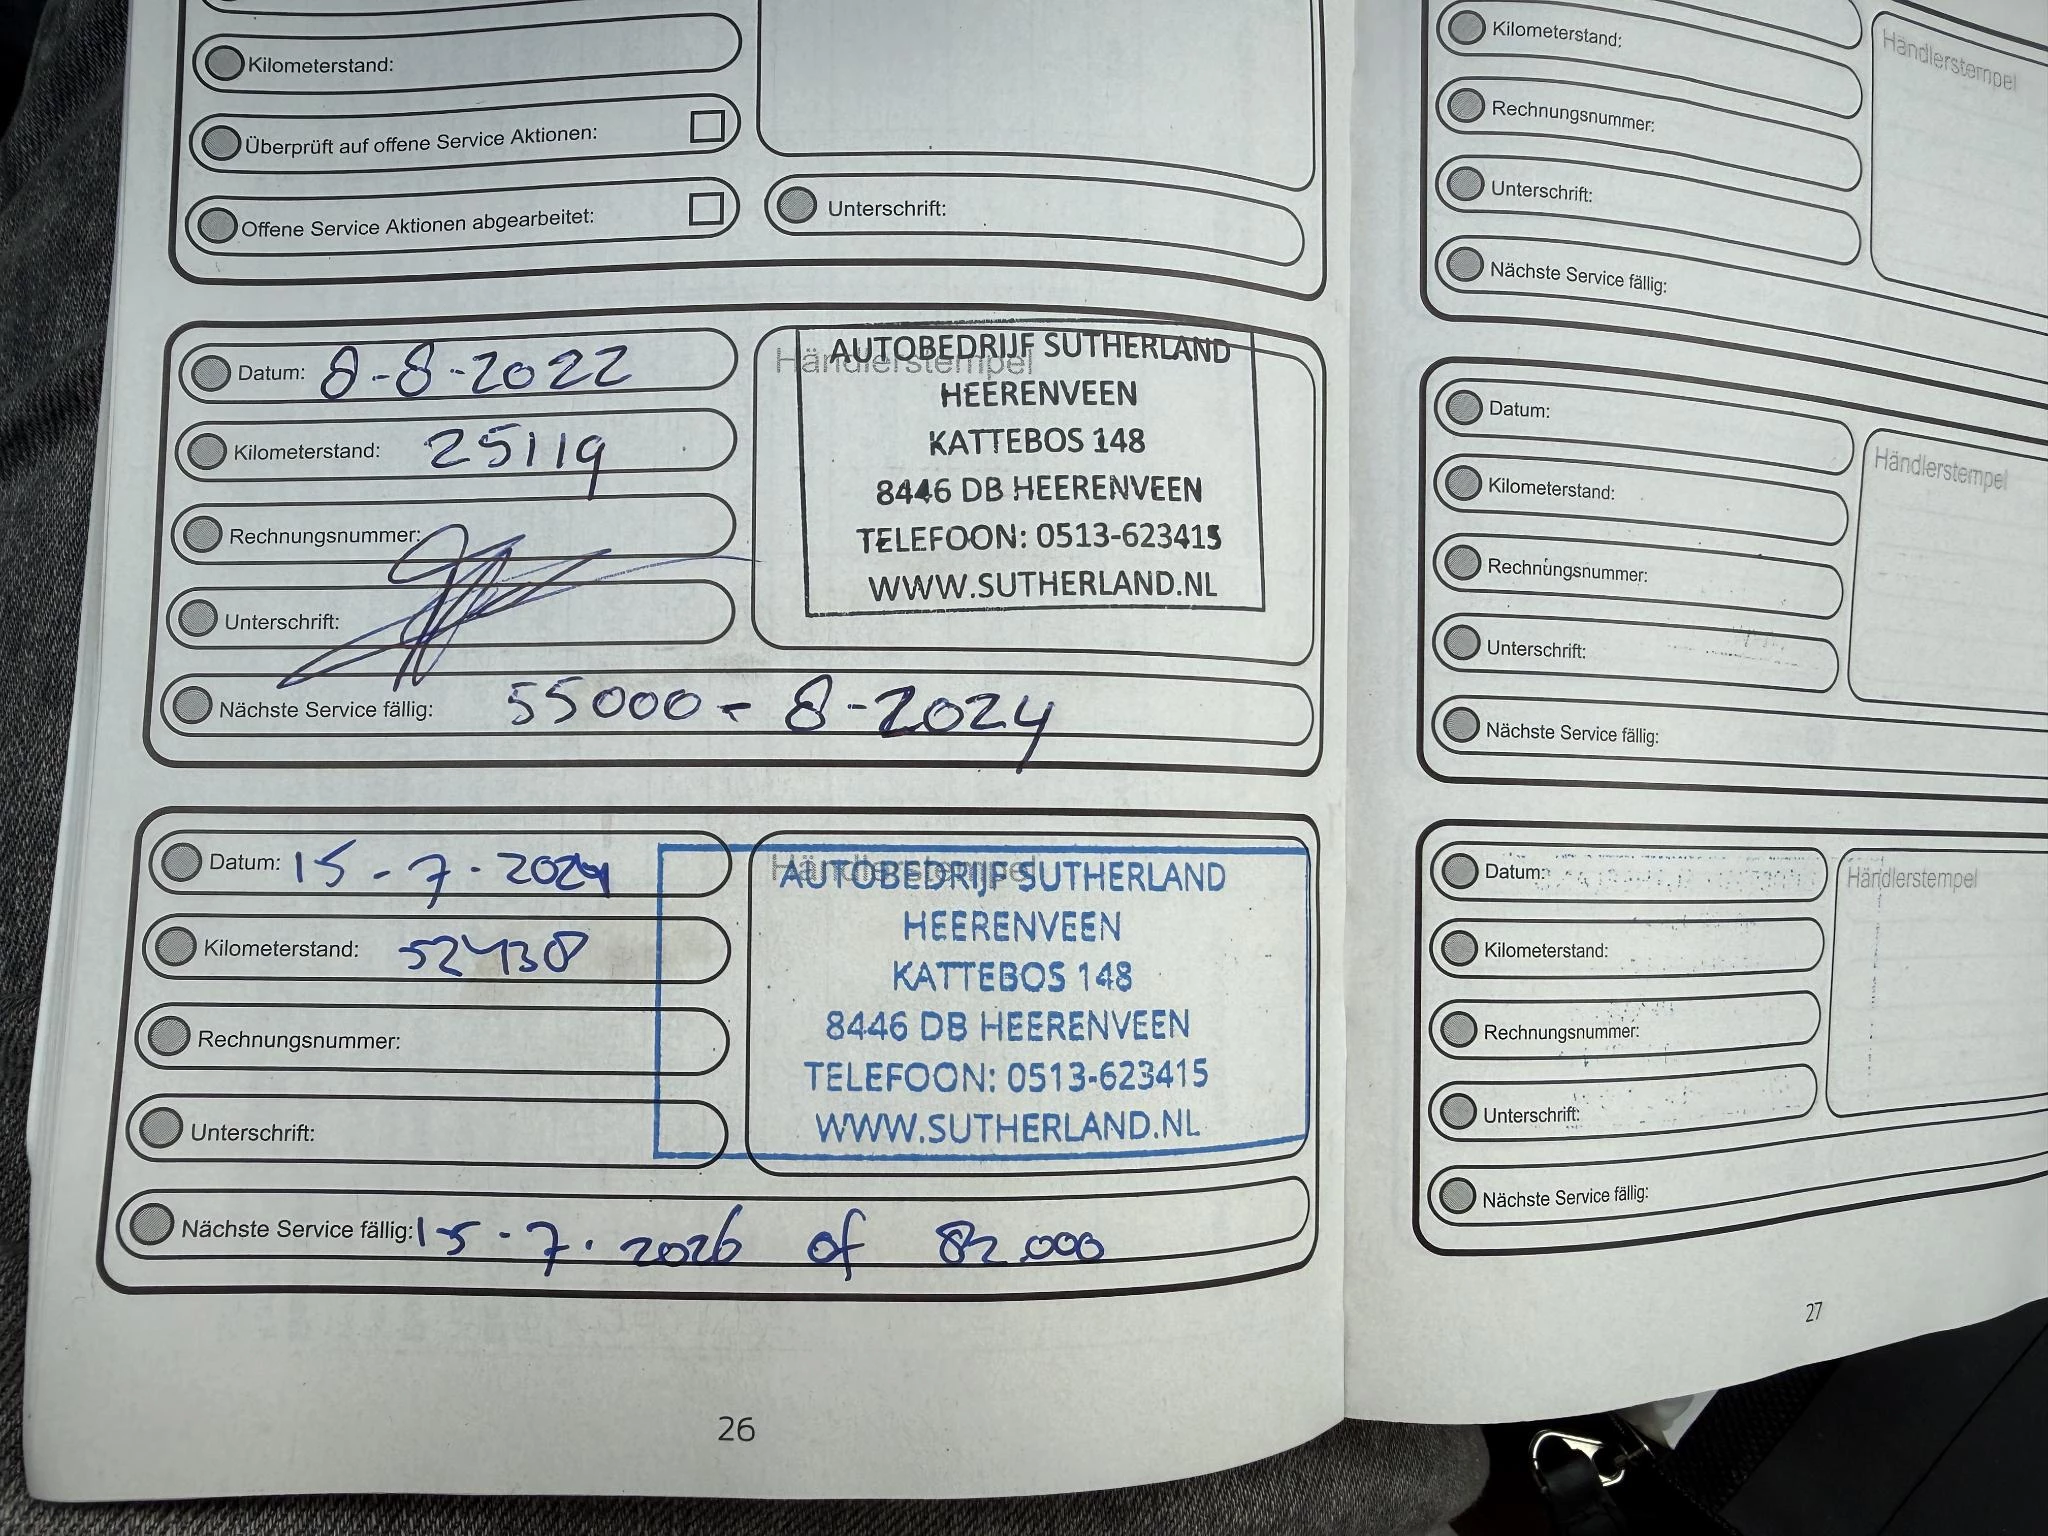 Kilometerstand:
Überprüft auf offene Service Aktionen:
Offene Service Aktionen abgearbeitet:
Unterschrift:
Datum: 8-8-2022
Kilometerstand: 25119
Rechnungsnummer:
Unterschrift:
Nächste Service fällig: 55000 - 8-2024
Händlerstempel
AUTOBEDRIJF SUTHERLAND
HEERENVEEN
KATTEBOS 148
8446 DB HEERENVEEN
TELEFOON: 0513-623415
WWW.SUTHERLAND.NL
Datum: 15-7-2024
Kilometerstand: 52438
Rechnungsnummer:
Unterschrift:
Händlerstempel
AUTOBEDRIJF SUTHERLAND
HEERENVEEN
KATTEBOS 148
8446 DB HEERENVEEN
TELEFOON: 0513-623415
WWW.SUTHERLAND.NL
Nächste Service fällig: 15-7-2026 of 82.000
26
Kilometerstand:
Rechnungsnummer:
Unterschrift:
Nächste Service fällig:
Händlerstempel
Datum:
Kilometerstand:
Rechnungsnummer:
Unterschrift:
Nächste Service fällig:
Händlerstempel
Datum:
Kilometerstand:
Rechnungsnummer:
Unterschrift:
Nächste Service fällig:
Händlerstempel
27